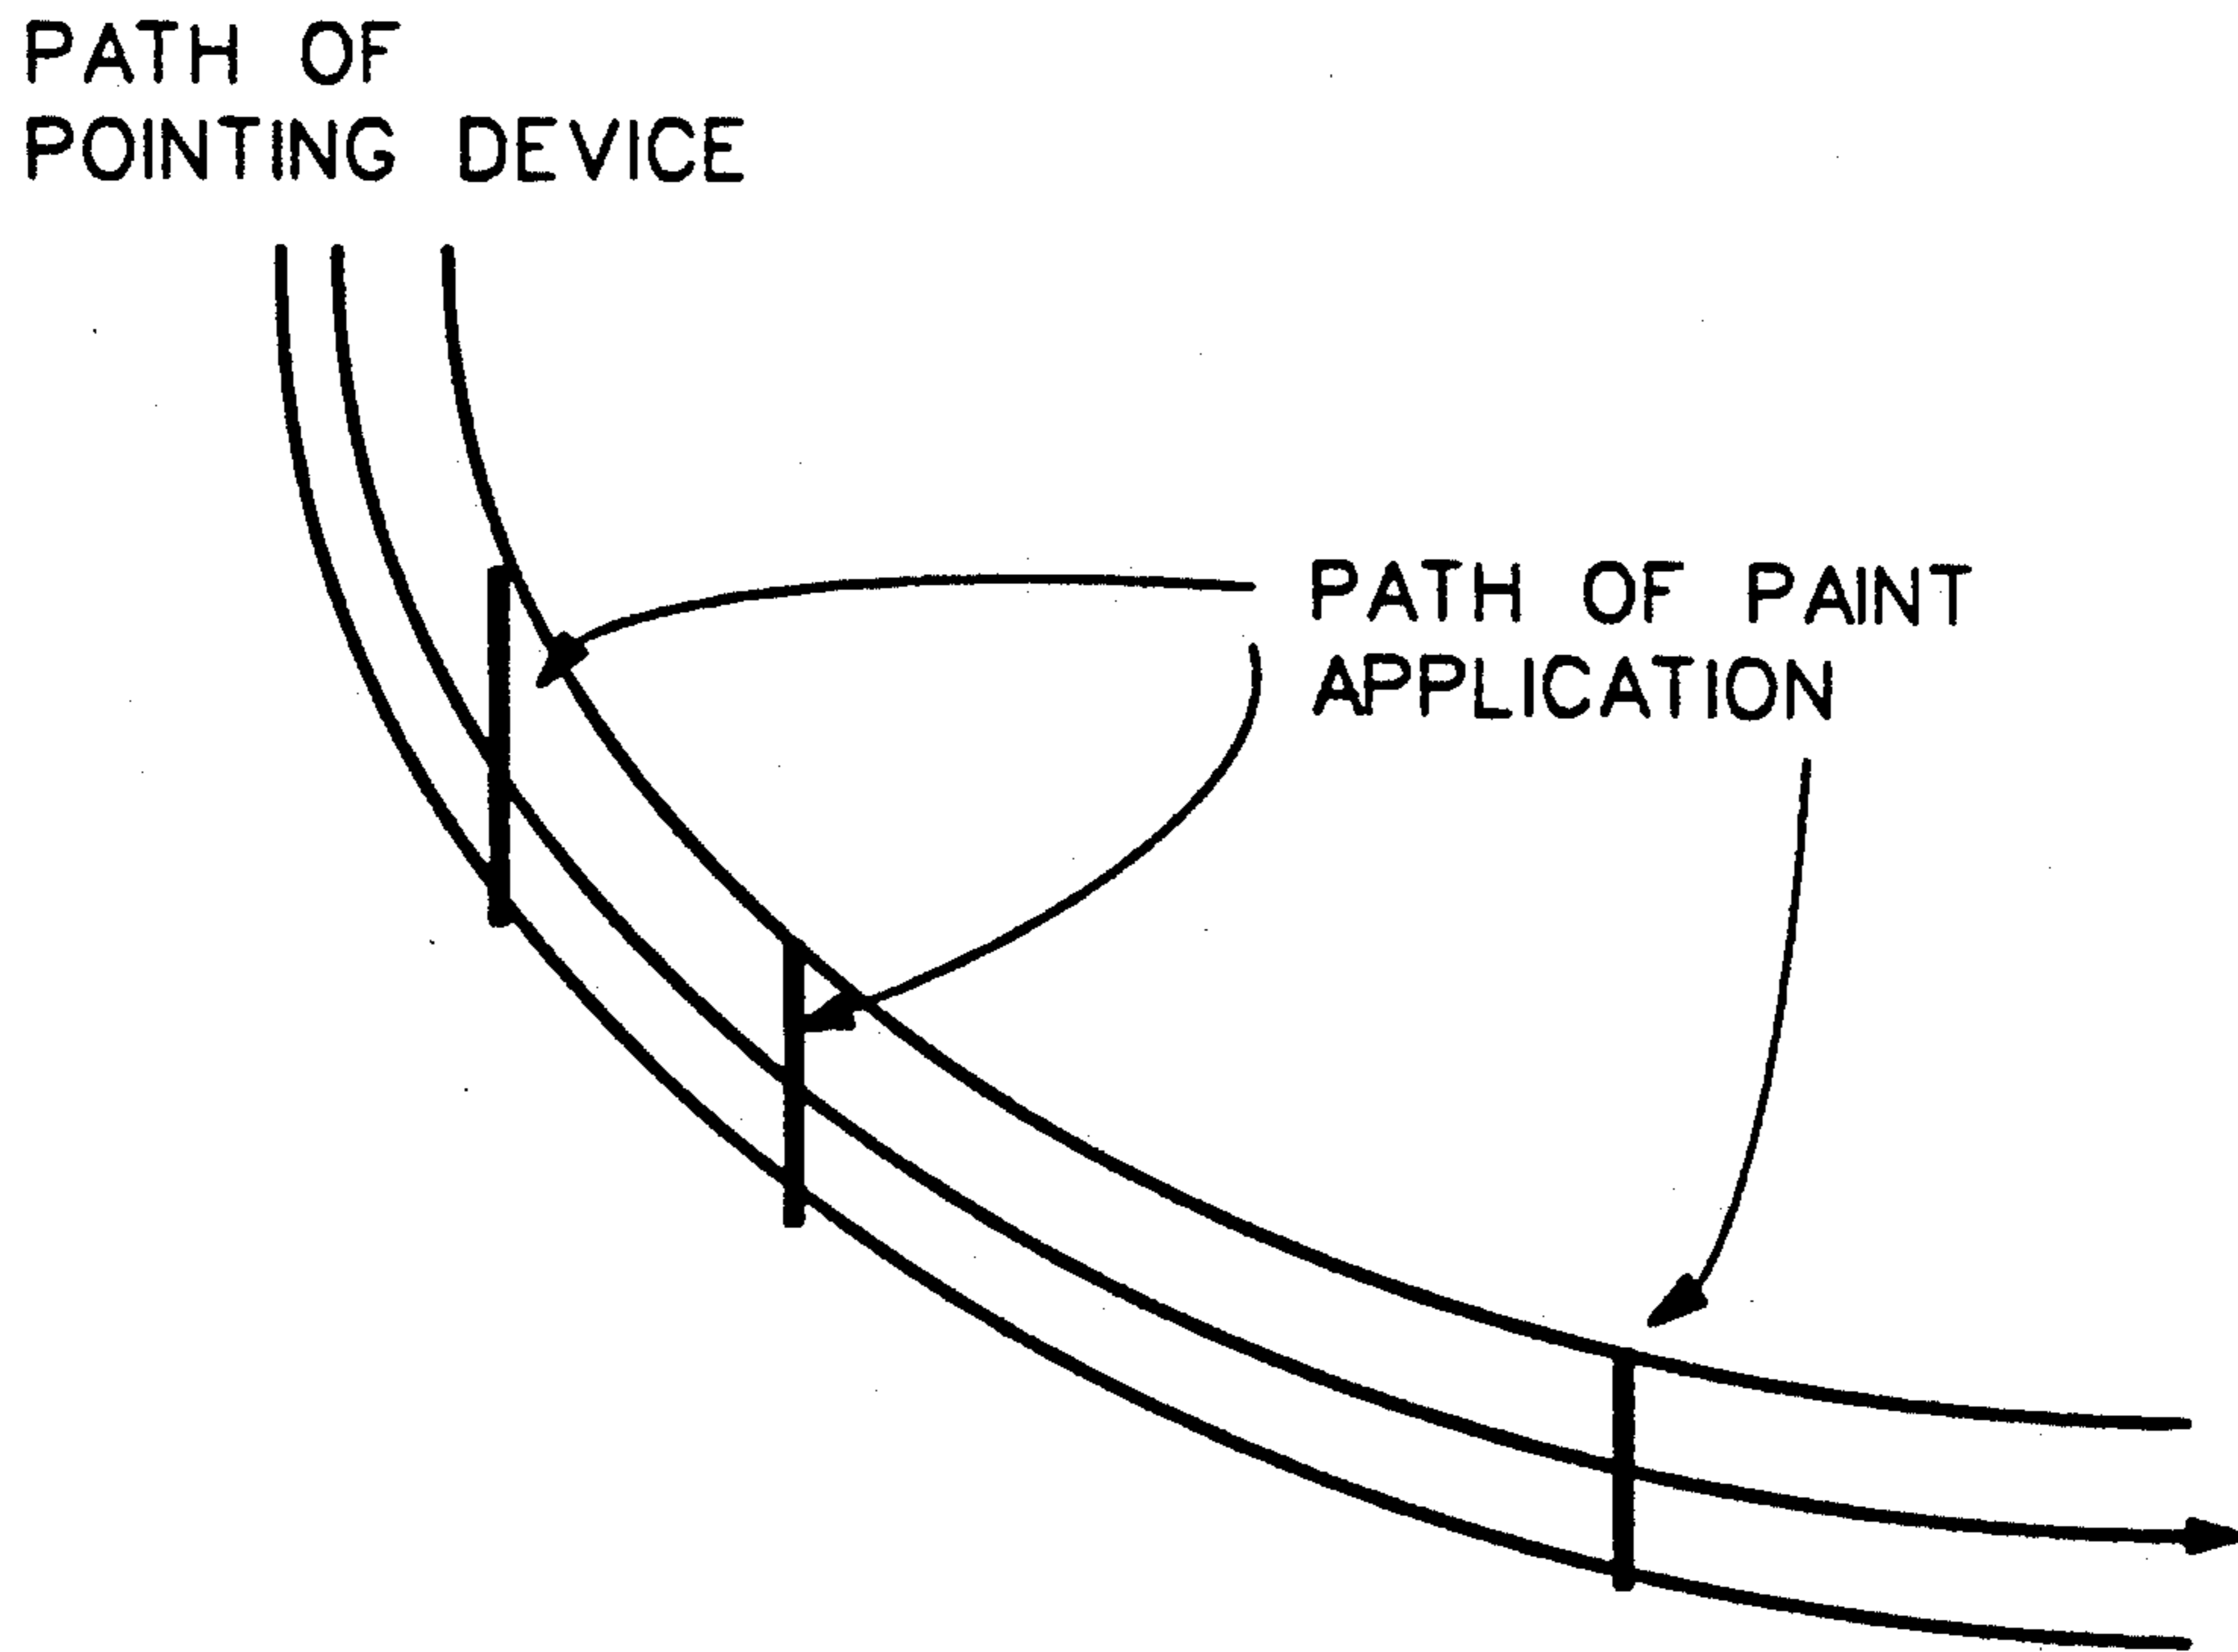 PATH OF
POINTING DEVICE
PATH OF PAINT
APPLICATION